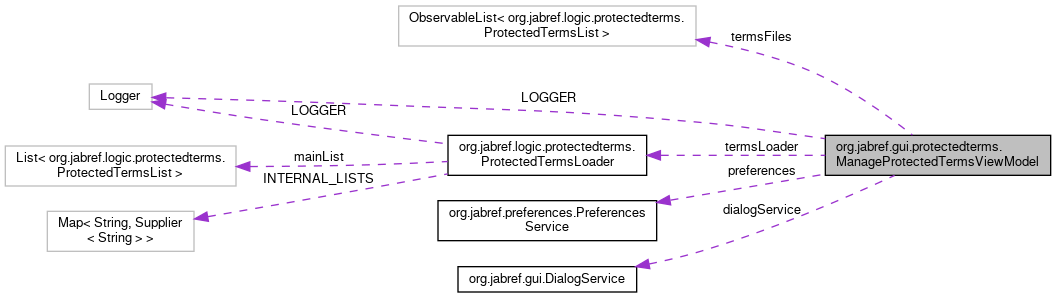 ObservableList< org.jabref.logic.protectedterms.
ProtectedTermsList >
termsFiles
Logger
LOGGER
LOGGER
org.jabref.logic.protectedterms.
ProtectedTermsLoader
termsLoader
org.jabref.gui.protectedterms.
ManageProtectedTermsViewModel
List< org.jabref.logic.protectedterms.
ProtectedTermsList >
mainList
INTERNAL_LISTS
preferences
Map< String, Supplier
< String > >
org.jabref.preferences.Preferences
Service
dialogService
org.jabref.gui.DialogService